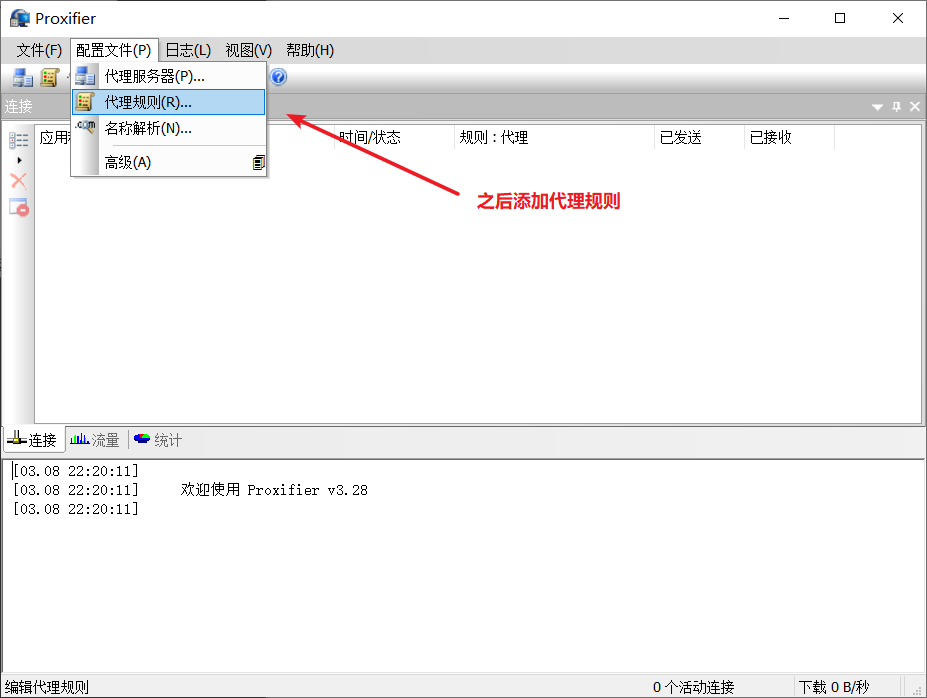 Proxifier
文件(F) 配置文件(P) 日志(L) 视图(V) 帮助(H)
代理服务器(P)...
连接
代理规则(R)...
名称解析(N)...
高级(A)
时间/状态 规则 : 代理 已发送 已接收
之后添加代理规则
连接 流量 统计
[03.08 22:20:11]
[03.08 22:20:11] 欢迎使用 Proxifier v3.28
[03.08 22:20:11]
编辑代理规则 0 个活动连接 下载 0 B/秒